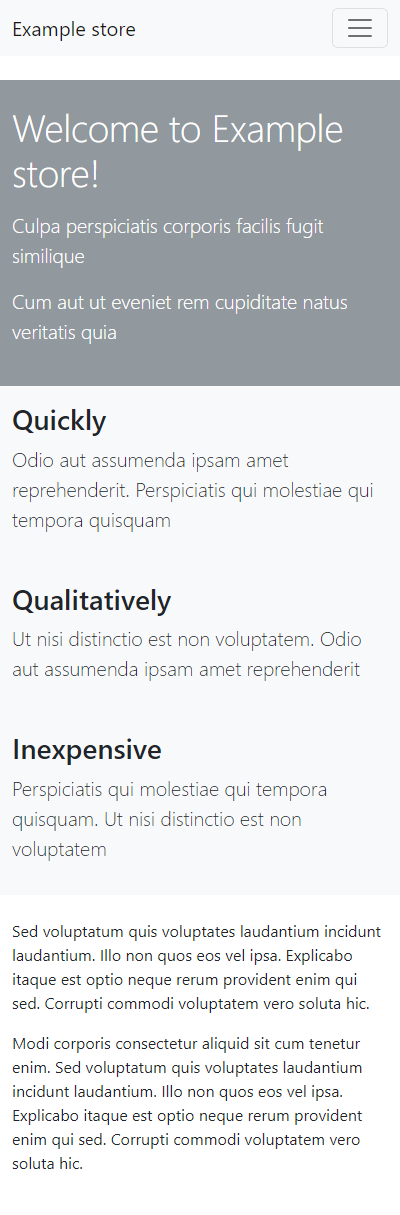 Example store
Welcome to Example
store!
Culpa perspiciatis corporis facilis fugit
similique
Cum aut ut eveniet rem cupiditate natus
veritatis quia
Quickly
Odio aut assumenda ipsam amet
reprehenderit. Perspiciatis qui molestiae qui
tempora quisquam
Qualitatively
Ut nisi distinctio est non voluptatem. Odio
aut assumenda ipsam amet reprehenderit
Inexpensive
Perspiciatis qui molestiae qui tempora
quisquam. Ut nisi distinctio est non
voluptatem
Sed voluptatum quis voluptates laudantium incidunt
laudantium. Illo non quos eos vel ipsa. Explicabo
itaque est optio neque rerum provident enim qui
sed. Corrupti commodi voluptatem vero soluta hic.
Modi corporis consectetur aliquid sit cum tenetur
enim. Sed voluptatum quis voluptates laudantium
incidunt laudantium. Illo non quos eos vel ipsa.
Explicabo itaque est optio neque rerum provident
enim qui sed. Corrupti commodi voluptatem vero
soluta hic.